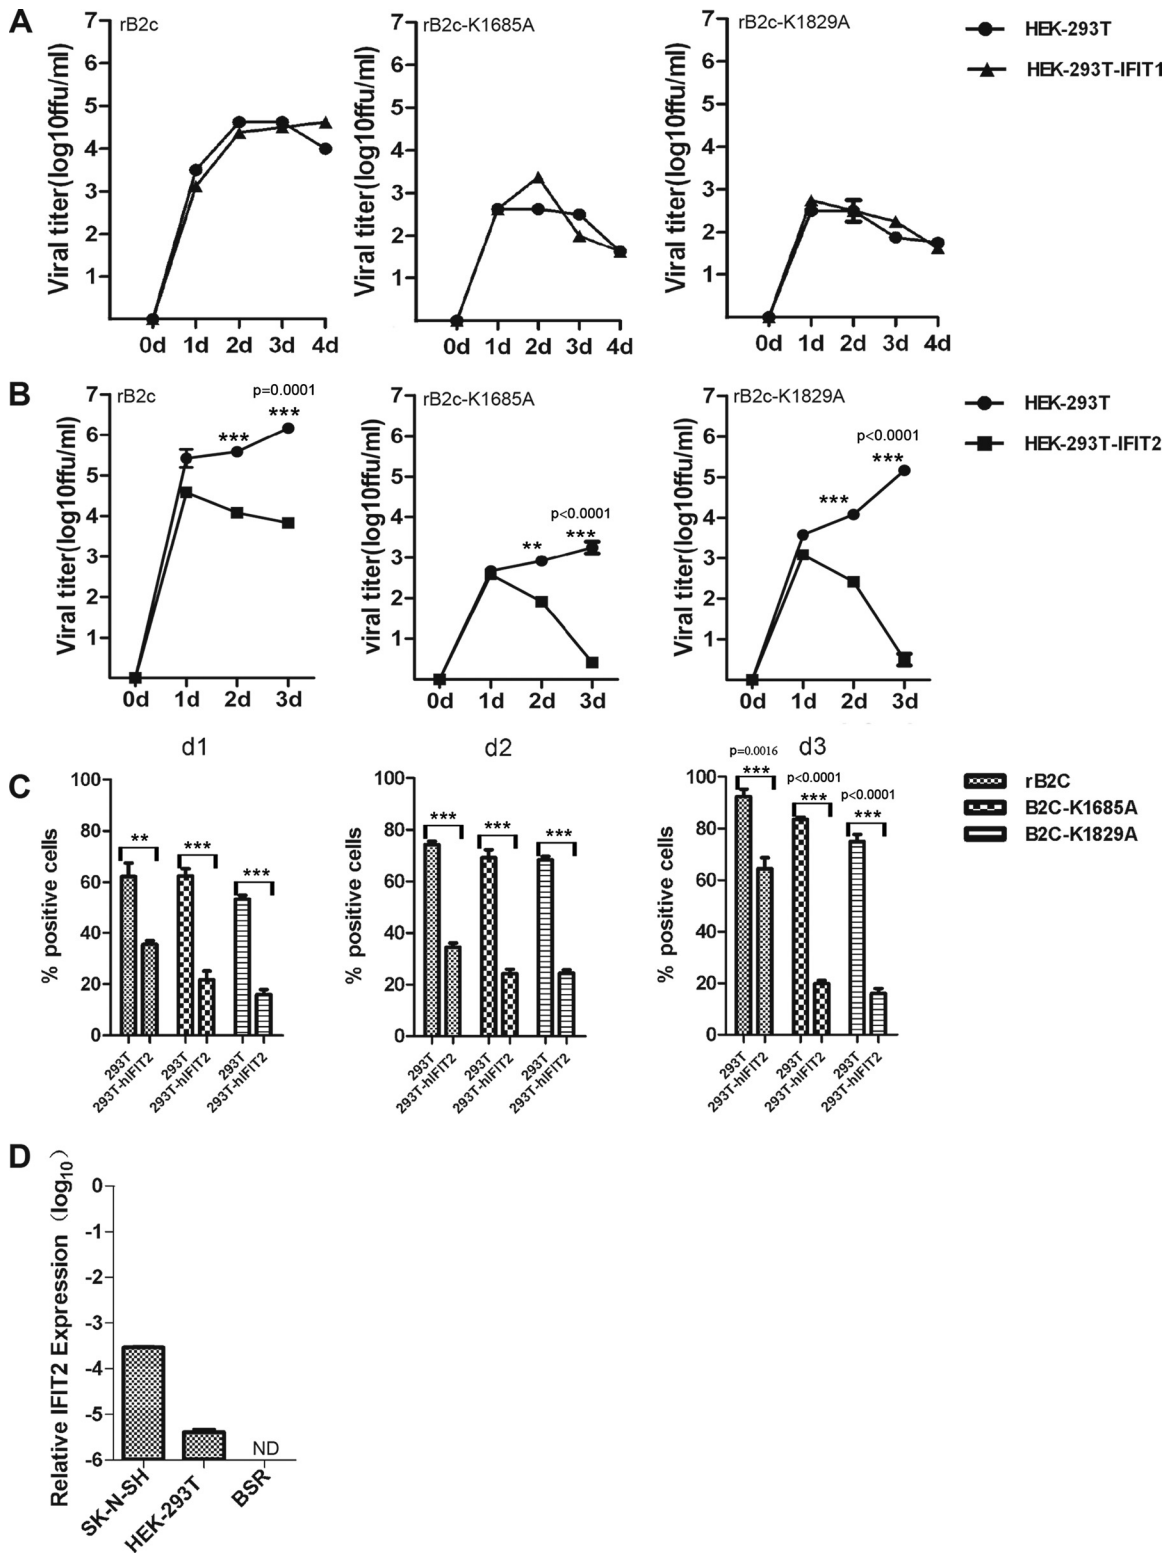 A
rB2c
rB2c-K1685A
rB2c-K1829A
HEK-293T
HEK-293T-IFIT1
Viral titer(log10ffu/ml)
7
6
5
4
3
2
1
0d 1d 2d 3d 4d
Viral titer(log10ffu/ml)
7
6
5
4
3
2
1
0d 1d 2d 3d 4d
Viral titer(log10ffu/ml)
7
6
5
4
3
2
1
0d 1d 2d 3d 4d
B
rB2c
p=0.0001
***
***
Viral titer(log10ffu/ml)
7
6
5
4
3
2
1
0d 1d 2d 3d
rB2c-K1685A
p<0.0001
***
**
viral titer(log10ffu/ml)
7
6
5
4
3
2
1
0d 1d 2d 3d
rB2c-K1829A
p<0.0001
***
***
Viral titer(log10ffu/ml)
7
6
5
4
3
2
1
0d 1d 2d 3d
HEK-293T
HEK-293T-IFIT2
C
d1
% positive cells
100
80
60
40
20
0
** *** ***
293T
293T-hIFIT2
293T
293T-hIFIT2
293T
293T-hIFIT2
d2
% positive cells
100
80
60
40
20
0
*** *** ***
293T
293T-hIFIT2
293T
293T-hIFIT2
293T
293T-hIFIT2
d3
p=0.0016
p<0.0001
p<0.0001
*** *** ***
% positive cells
100
80
60
40
20
0
293T
293T-hIFIT2
293T
293T-hIFIT2
293T
293T-hIFIT2
rB2C
B2C-K1685A
B2C-K1829A
D
Relative IFIT2 Expression（log10）
0
-1
-2
-3
-4
-5
-6
ND
SK-N-SH
HEK-293T
BSR